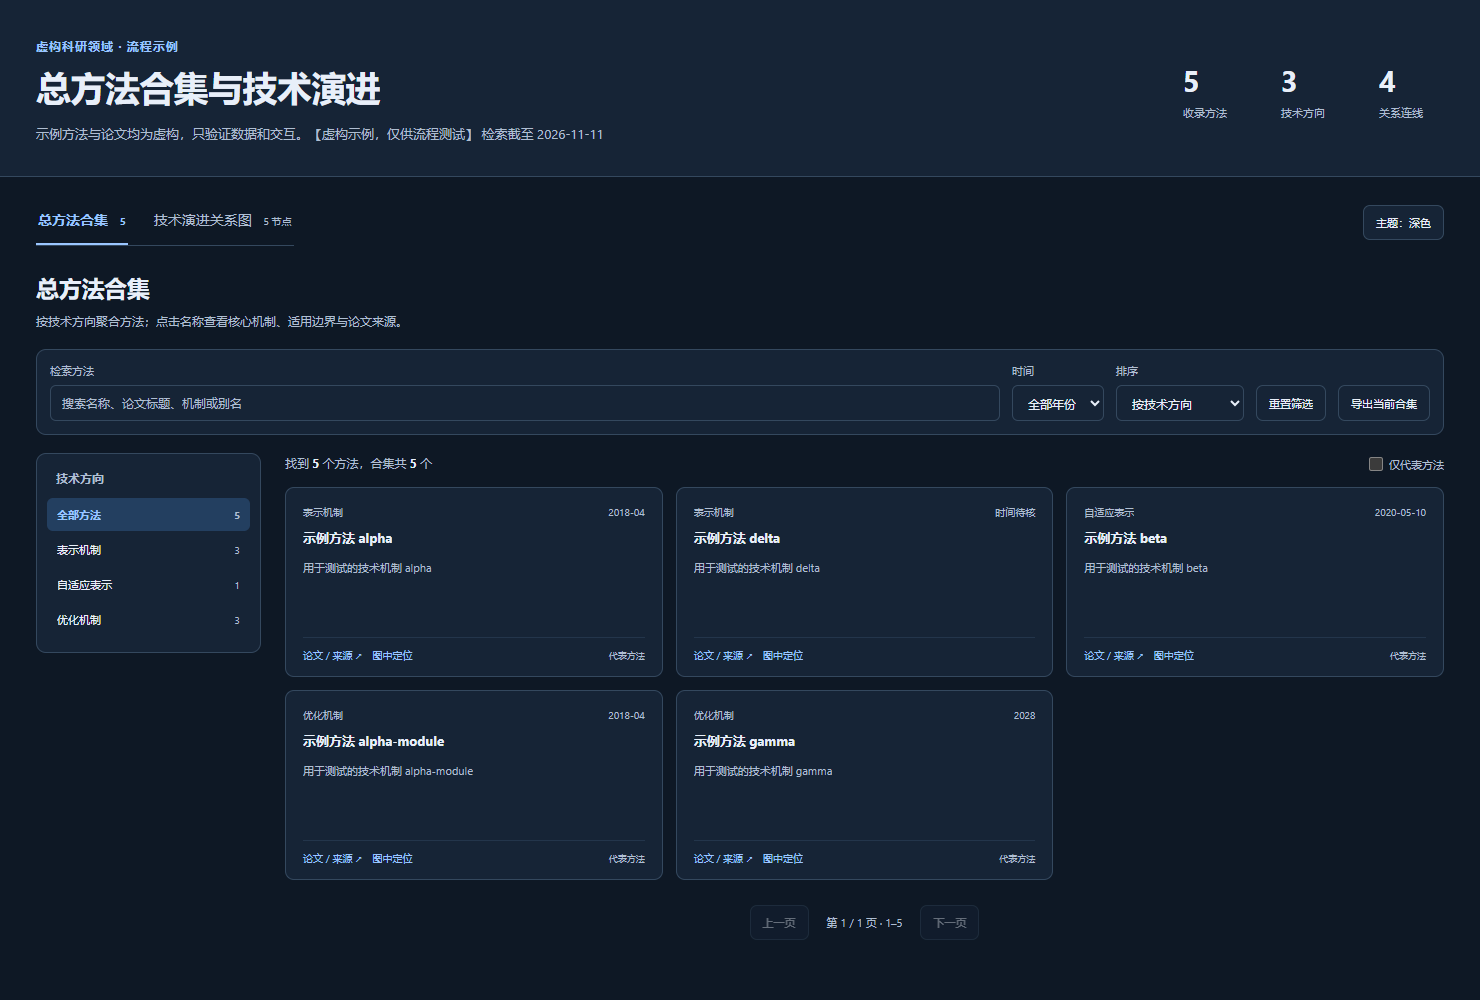 虚构科研领域 · 流程示例
总方法合集与技术演进
示例方法与论文均为虚构，只验证数据和交互。【虚构示例，仅供流程测试】 检索截至 2026-11-11
5
收录方法
3
技术方向
4
关系连线
总方法合集 5
技术演进关系图 5 节点
主题：深色
总方法合集
按技术方向聚合方法；点击名称查看核心机制、适用边界与论文来源。
检索方法
搜索名称、论文标题、机制或别名
时间
全部年份
排序
按技术方向
重置筛选
导出当前合集
技术方向
全部方法 5
表示机制 3
自适应表示 1
优化机制 3
找到 5 个方法，合集共 5 个
仅代表方法
表示机制 2018-04
示例方法 alpha
用于测试的技术机制 alpha
论文 / 来源 ↗ 图中定位 代表方法
表示机制 时间待核
示例方法 delta
用于测试的技术机制 delta
论文 / 来源 ↗ 图中定位
自适应表示 2020-05-10
示例方法 beta
用于测试的技术机制 beta
论文 / 来源 ↗ 图中定位 代表方法
优化机制 2018-04
示例方法 alpha-module
用于测试的技术机制 alpha-module
论文 / 来源 ↗ 图中定位 代表方法
优化机制 2028
示例方法 gamma
用于测试的技术机制 gamma
论文 / 来源 ↗ 图中定位 代表方法
上一页
第 1 / 1 页 · 1–5
下一页